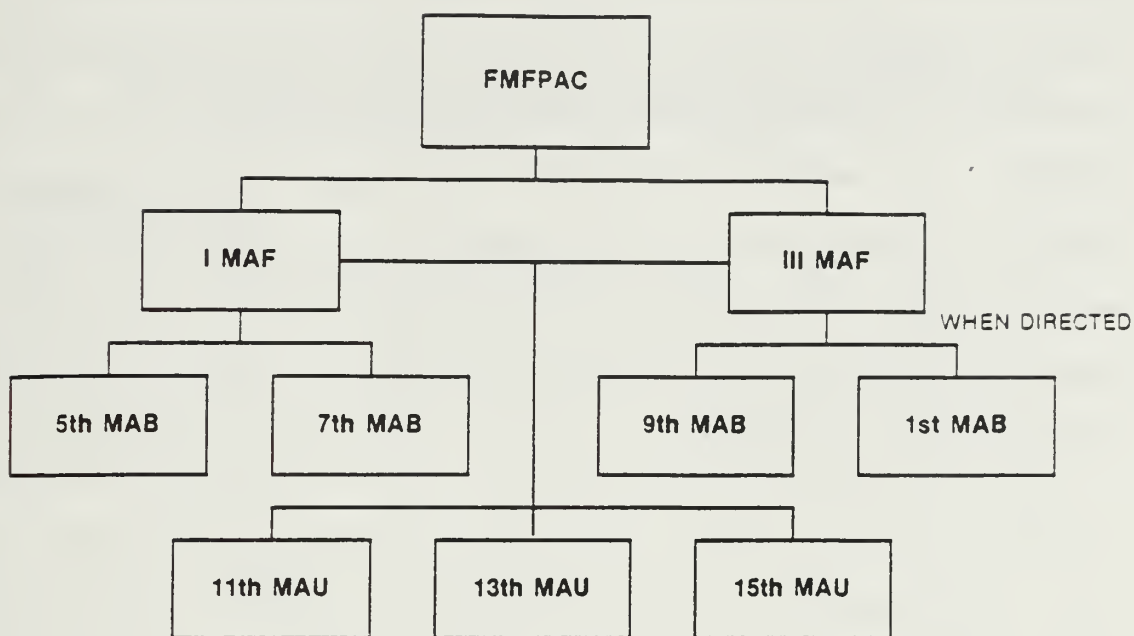 FMFPAC
I MAF
III MAF
WHEN DIRECTED
5th MAB
7th MAB
9th MAB
1st MAB
11th MAU
13th MAU
15th MAU